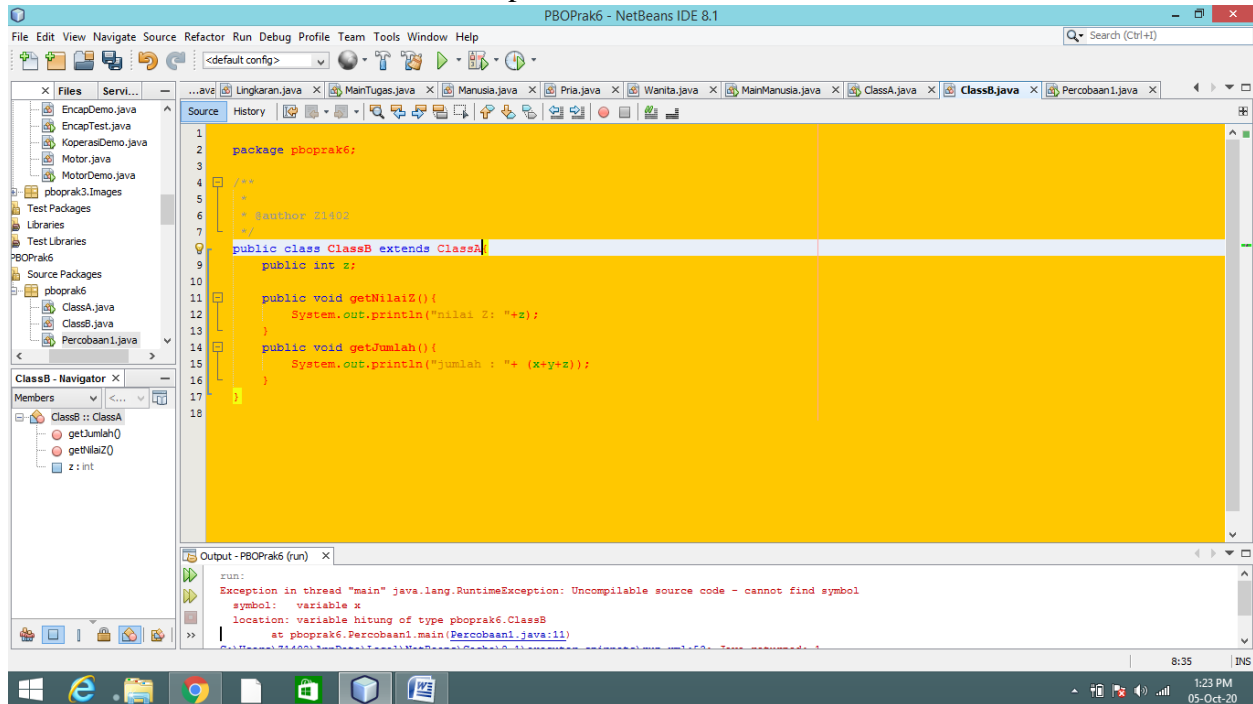 PBOPrak6 - NetBeans IDE 8.1
File Edit View Navigate Source Refactor Run Debug Profile Team Tools Window Help
Search (Ctrl+I)
<default config>
Files Servi...
...ava Lingkaran.java MainTugas.java Manusia.java Pria.java Wanita.java MainManusia.java ClassA.java ClassB.java Percobaan1.java
Source History
EncapDemo.java
EncapTest.java
KoperasiDemo.java
Motor.java
MotorDemo.java
pboprak3.Images
Test Packages
Libraries
Test Libraries
PBOPrak6
Source Packages
pboprak6
ClassA.java
ClassB.java
Percobaan1.java
ClassB - Navigator
Members <...
ClassB :: ClassA
getJumlah()
getNilaiZ()
z : int
1
2 package pboprak6;
3
4 /**
5 *
6 * @author Z1402
7 */
public class ClassB extends ClassA{
9 public int z;
10
11 public void getNilaiZ(){
12 System.out.println("nilai Z: "+z);
13 }
14 public void getJumlah(){
15 System.out.println("jumlah : "+ (x+y+z));
16 }
17 }
18
Output - PBOPrak6 (run)
run:
Exception in thread "main" java.lang.RuntimeException: Uncompilable source code - cannot find symbol
symbol: variable x
location: variable hitung of type pboprak6.ClassB
at pboprak6.Percobaan1.main(Percobaan1.java:11)
8:35 INS
1:23 PM
05-Oct-20